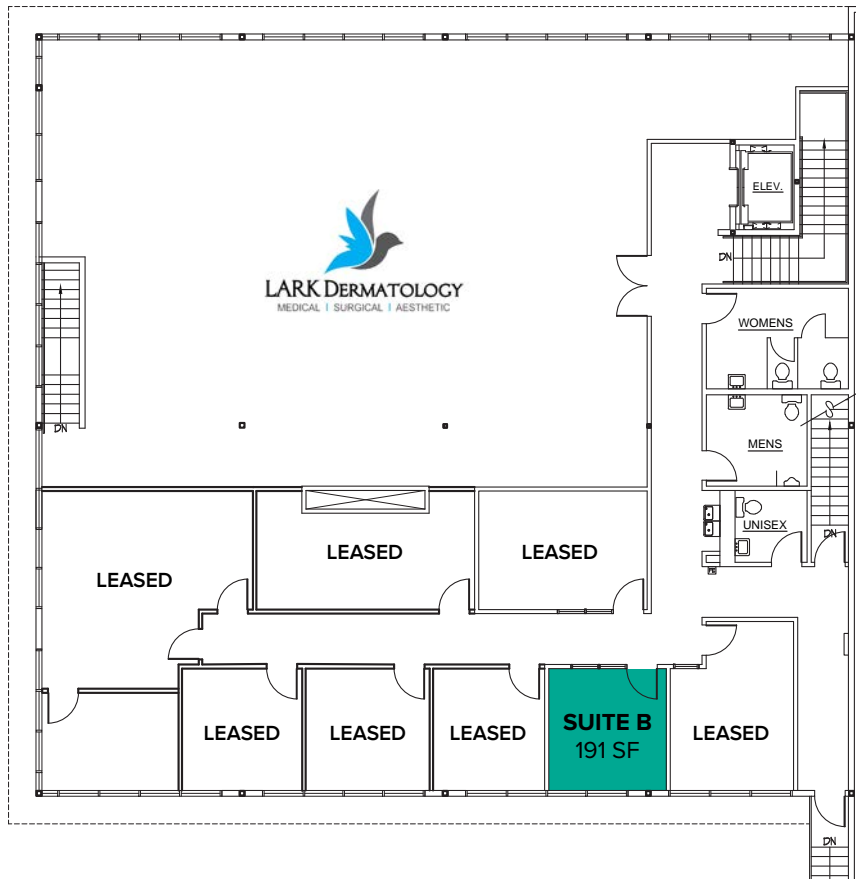 ELEV.
DN
LARK DERMATOLOGY
MEDICAL | SURGICAL | AESTHETIC
WOMENS
DN
MENS
UNISEX
DN
LEASED
LEASED
LEASED
LEASED
LEASED
LEASED
SUITE B
191 SF
LEASED
DN